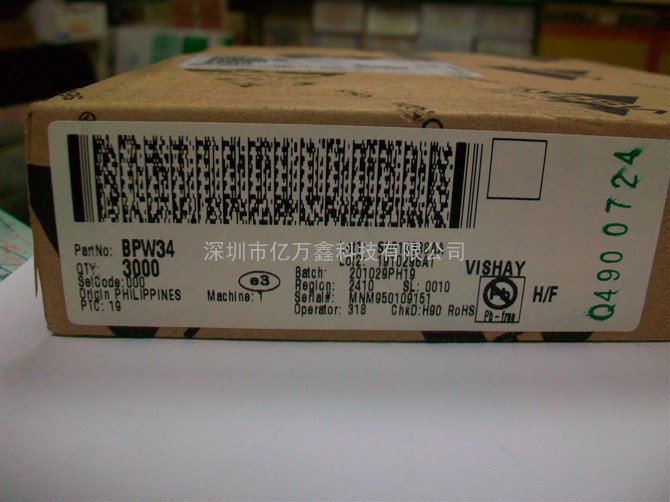 PartNo: BPW34
QTY: 3000
SelCode: 000
Origin PHILIPPINES
PTC: 19
Machine: 1
e3
Batch: 201029PH19
Region: 2410 SL: 0010
Serial#: MNM950109151
Operator: 318 ChkD: H90 RoHS
VISHAY
Pb-free
H/F
Q4900724
深圳市亿万鑫科技有限公司